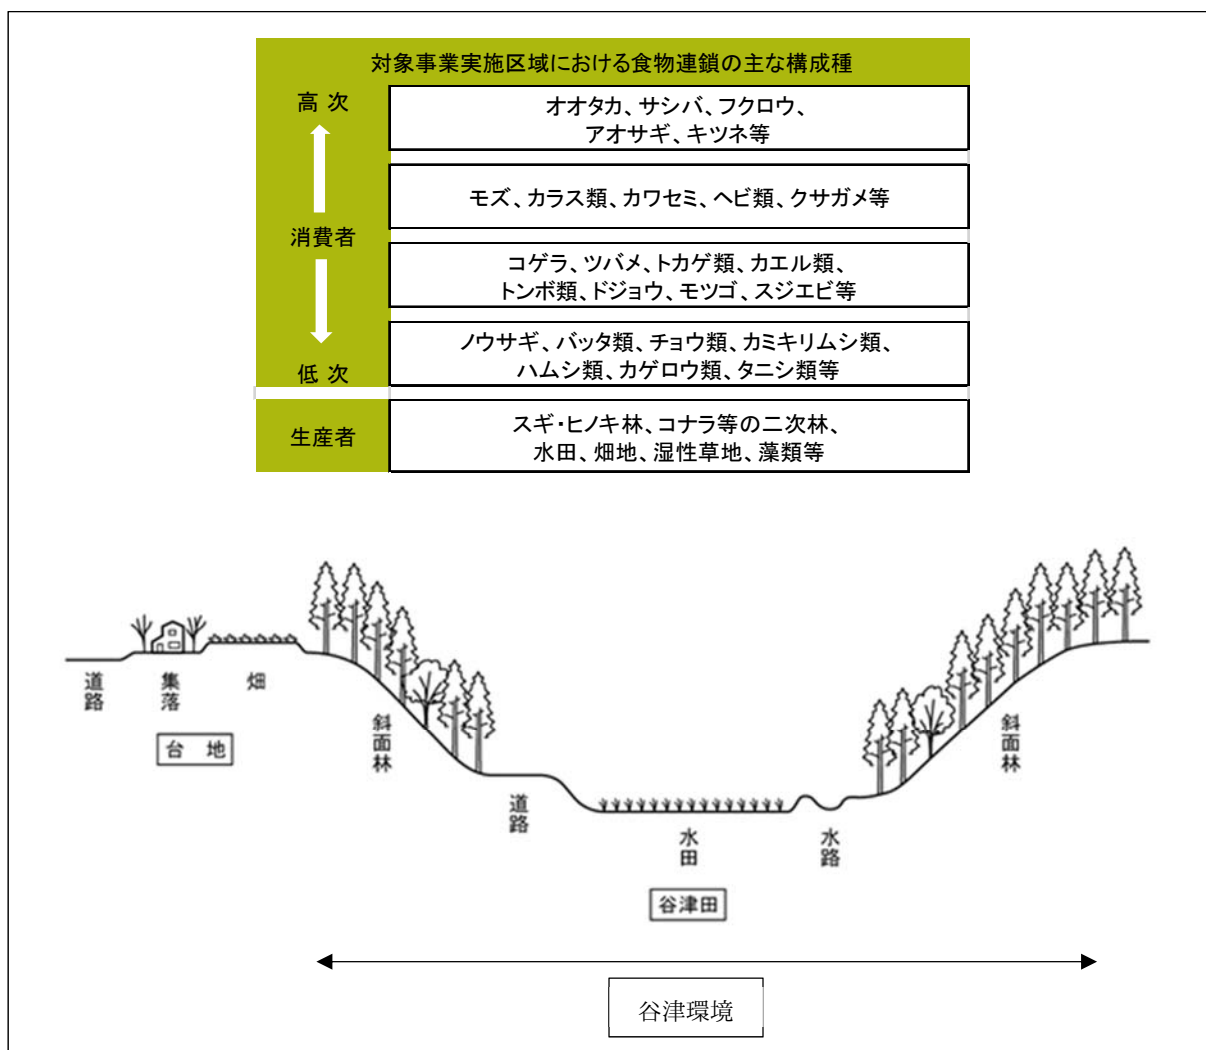 対象事業実施区域における食物連鎖の主な構成種
高 次
オオタカ、サシバ、フクロウ、
アオサギ、キツネ等
モズ、カラス類、カワセミ、ヘビ類、クサガメ等
消費者
コゲラ、ツバメ、トカゲ類、カエル類、
トンボ類、ドジョウ、モツゴ、スジエビ等
ノウサギ、バッタ類、チョウ類、カミキリムシ類、
ハムシ類、カゲロウ類、タニシ類等
低 次
生産者
スギ・ヒノキ林、コナラ等の二次林、
水田、畑地、湿性草地、藻類等
道路
集落
畑
台 地
斜面林
道路
水田
水路
斜面林
谷津田
谷津環境